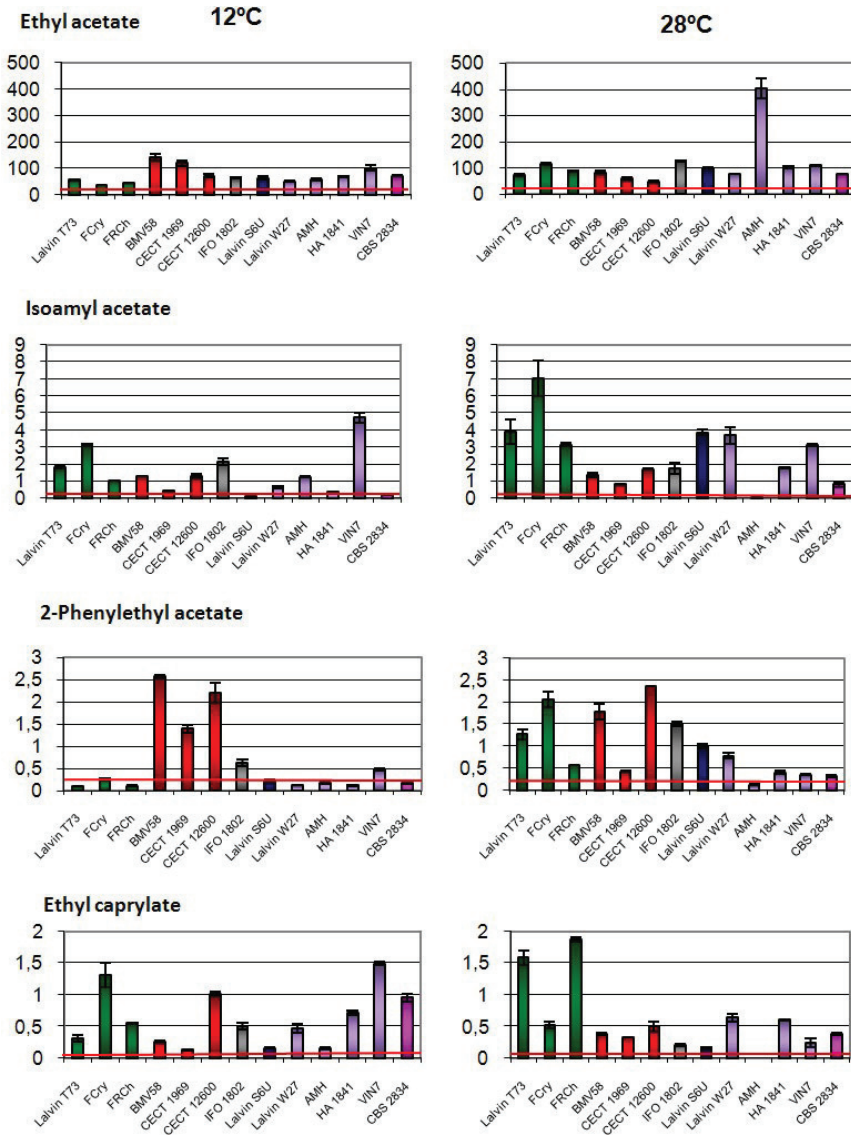 Ethyl acetate
12ºC
28ºC
500
400
300
200
100
0
Lalvin T73
FCry
FRCh
BMV58
CECT 1969
CECT 12600
IFO 1802
Lalvin S6U
Lalvin W27
AMH
HA 1841
VIN7
CBS 2834
500
400
300
200
100
0
Lalvin T73
FCry
FRCh
BMV58
CECT 1969
CECT 12600
IFO 1802
Lalvin S6U
Lalvin W27
AMH
HA 1841
VIN7
CBS 2834
Isoamyl acetate
9
8
7
6
5
4
3
2
1
0
Lalvin T73
FCry
FRCh
BMV58
CECT 1969
CECT 12600
IFO 1802
Lalvin S6U
Lalvin W27
AMH
HA 1841
VIN7
CBS 2834
9
8
7
6
5
4
3
2
1
0
Lalvin T73
FCry
FRCh
BMV58
CECT 1969
CECT 12600
IFO 1802
Lalvin S6U
Lalvin W27
AMH
HA 1841
VIN7
CBS 2834
2-Phenylethyl acetate
3
2,5
2
1,5
1
0,5
0
Lalvin T73
FCry
FRCh
BMV58
CECT 1969
CECT 12600
IFO 1802
Lalvin S6U
Lalvin W27
AMH
HA 1841
VIN7
CBS 2834
3
2,5
2
1,5
1
0,5
0
Lalvin T73
FCry
FRCh
BMV58
CECT 1969
CECT 12600
IFO 1802
Lalvin S6U
Lalvin W27
AMH
HA 1841
VIN7
CBS 2834
Ethyl caprylate
2
1,5
1
0,5
0
Lalvin T73
FCry
FRCh
BMV58
CECT 1969
CECT 12600
IFO 1802
Lalvin S6U
Lalvin W27
AMH
HA 1841
VIN7
CBS 2834
2
1,5
1
0,5
0
Lalvin T73
FCry
FRCh
BMV58
CECT 1969
CECT 12600
IFO 1802
Lalvin S6U
Lalvin W27
AMH
HA 1841
VIN7
CBS 2834